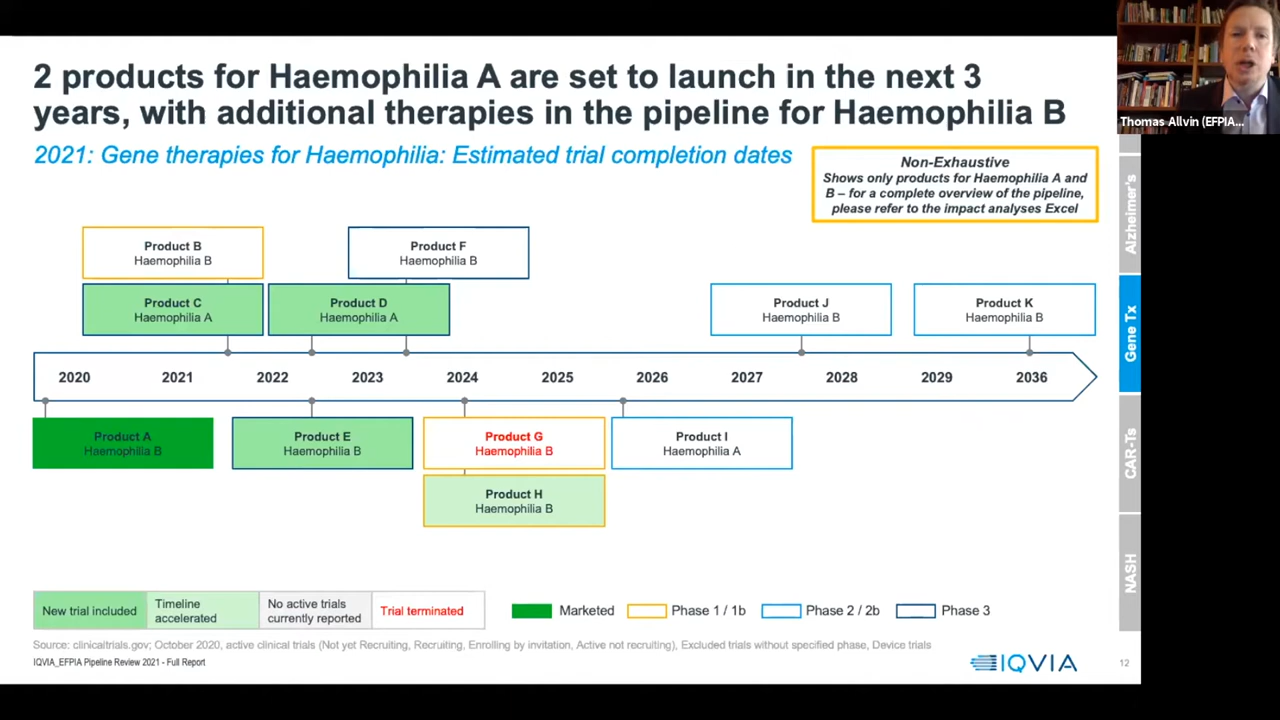 2 products for Haemophilia A are set to launch in the next 3
years, with additional therapies in the pipeline for Haemophilia B
2021: Gene therapies for Haemophilia: Estimated trial completion dates
Non-Exhaustive
Shows only products for Haemophilia A and
B – for a complete overview of the pipeline,
please refer to the impact analyses Excel
Thomas Allvin (EFPIA...
Alzheimer's
Gene Tx
CAR-Ts
NASH
Product B
Haemophilia B
Product F
Haemophilia B
Product C
Haemophilia A
Product D
Haemophilia A
Product J
Haemophilia B
Product K
Haemophilia B
2020 2021 2022 2023 2024 2025 2026 2027 2028 2029 2036
Product A
Haemophilia B
Product E
Haemophilia B
Product G
Haemophilia B
Product I
Haemophilia A
Product H
Haemophilia B
New trial included
Timeline
accelerated
No active trials
currently reported
Trial terminated
Marketed
Phase 1 / 1b
Phase 2 / 2b
Phase 3
Source: clinicaltrials.gov; October 2020, active clinical trials (Not yet Recruiting, Recruiting, Enrolling by invitation, Active not recruiting), Excluded trials without specified phase, Device trials
IQVIA_EFPIA Pipeline Review 2021 - Full Report
IQVIA
12